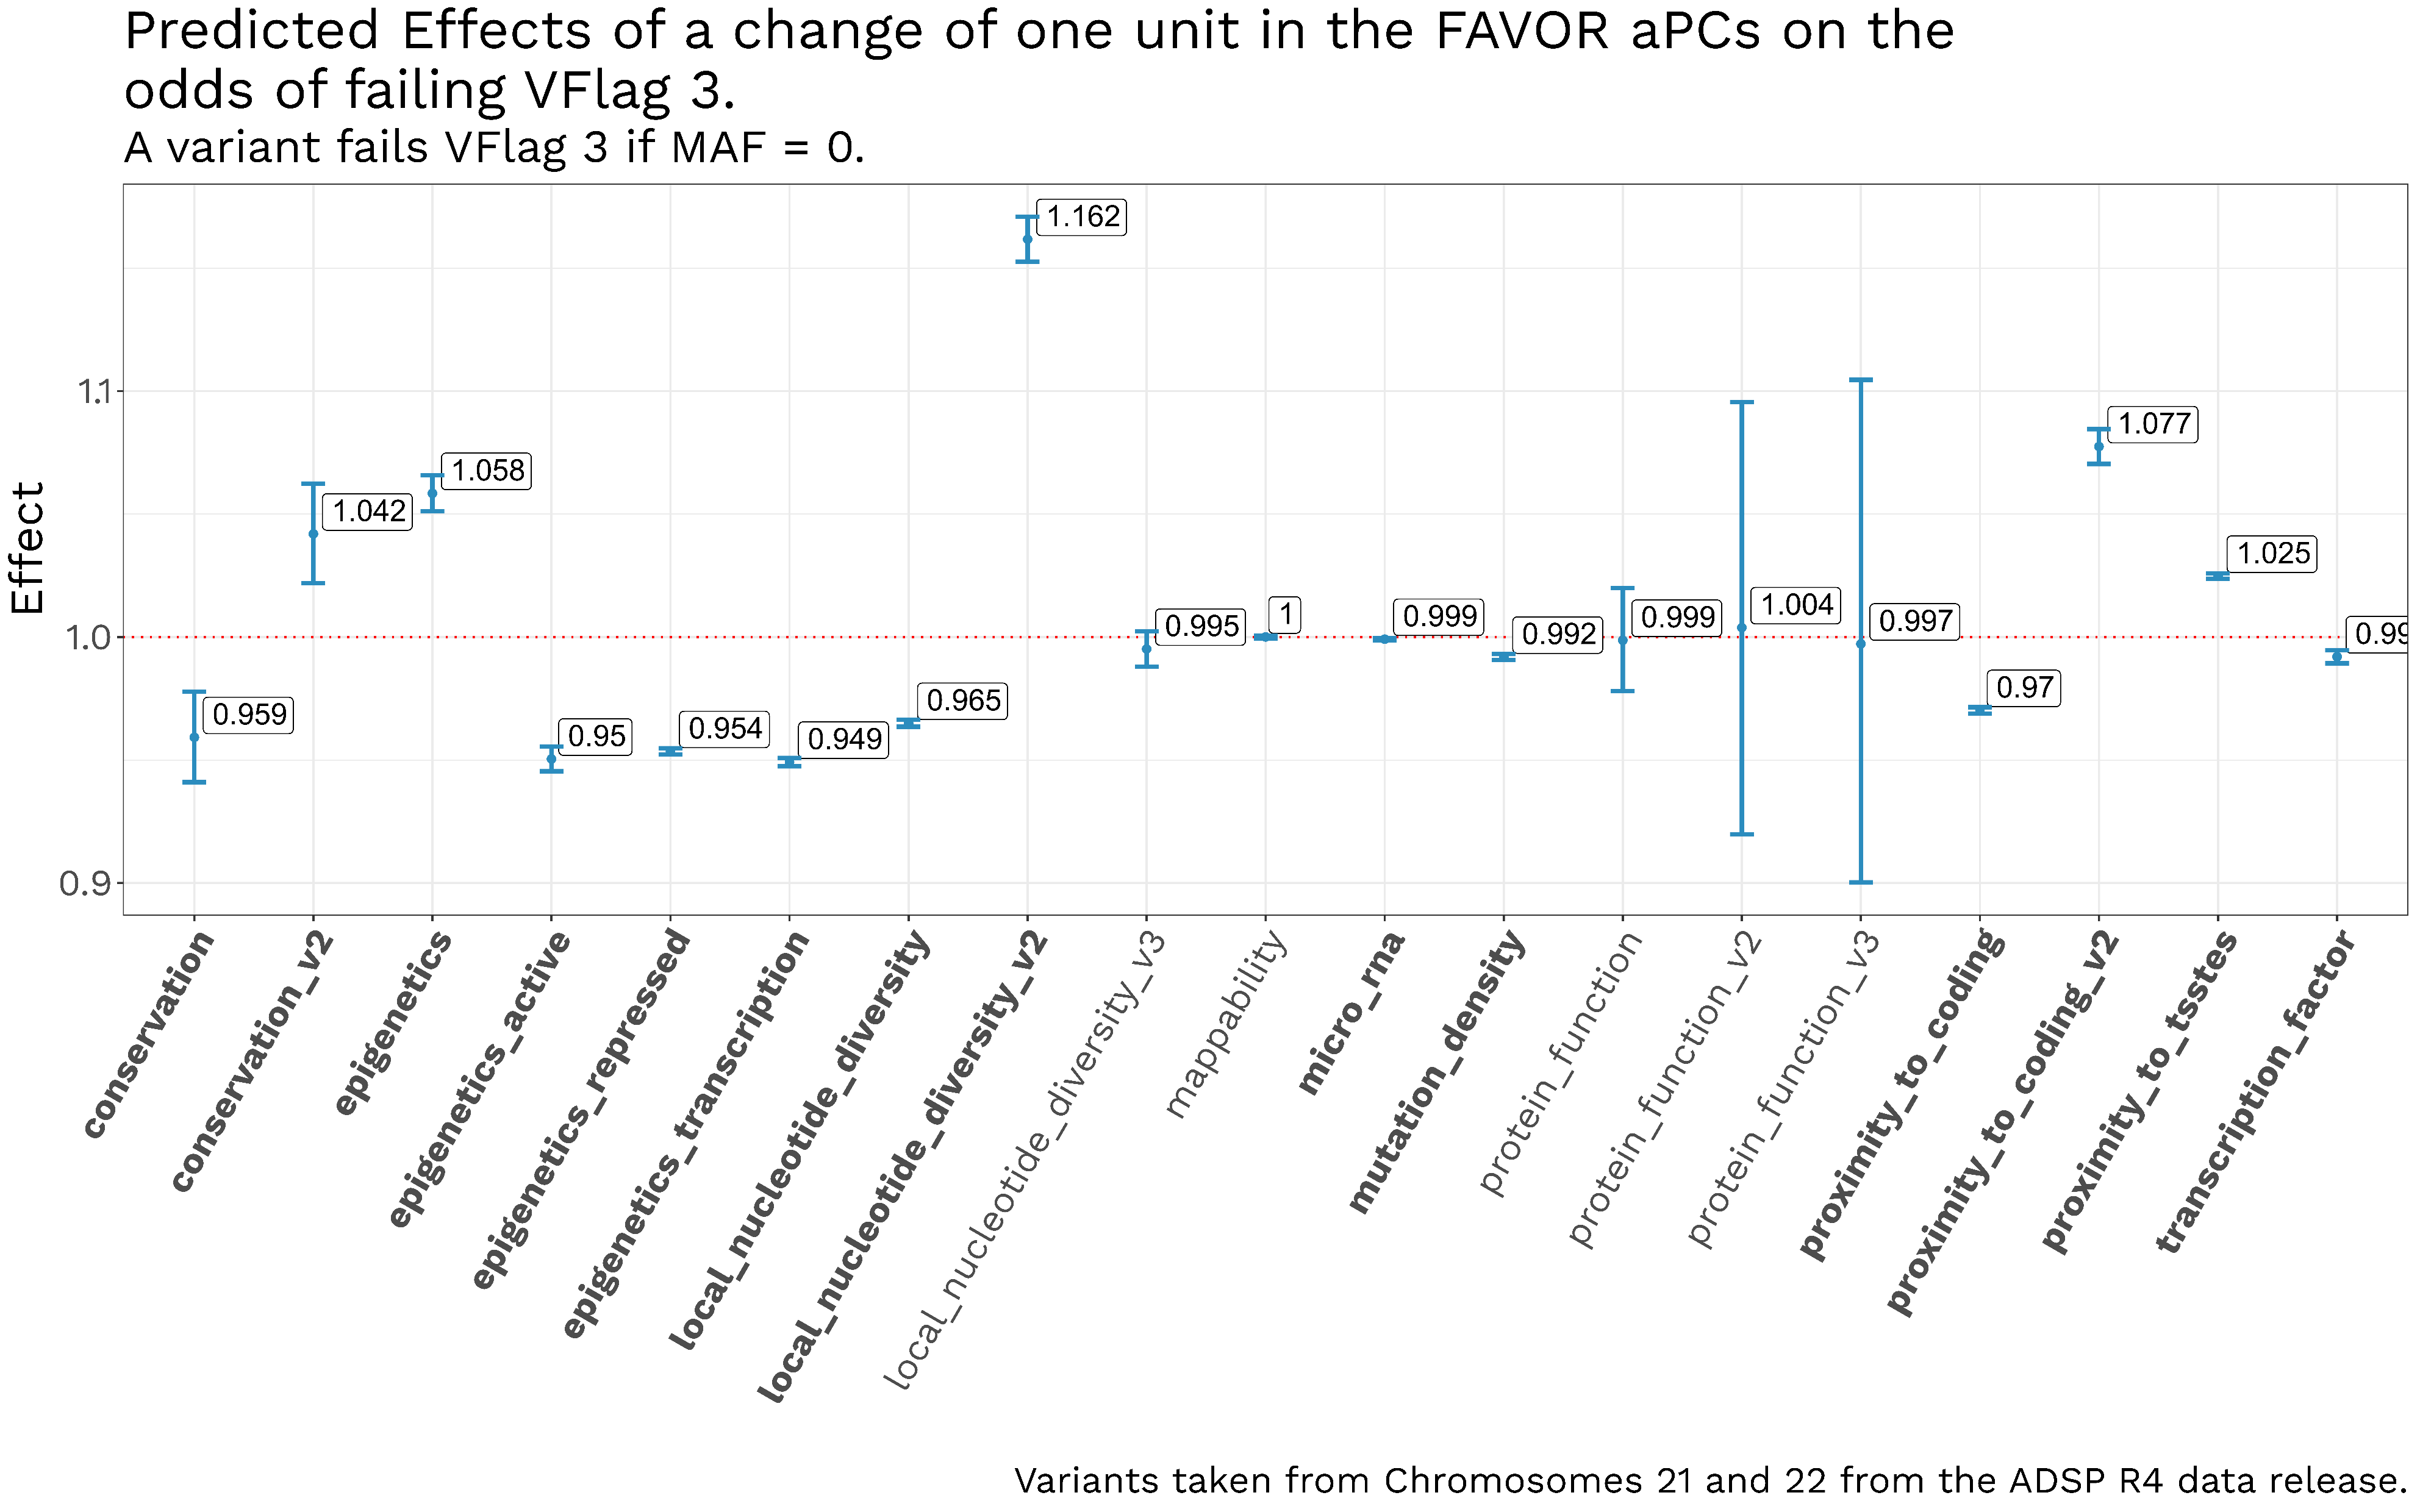 Predicted Effects of a change of one unit in the FAVOR aPCs on the
odds of failing VFlag 3.
A variant fails VFlag 3 if MAF = 0.
Effect
1.1
1.0
0.9
0.959
1.042
1.058
0.95
0.954
0.949
0.965
1.162
0.995
1
0.999
0.992
0.999
1.004
0.997
0.97
1.077
1.025
0.99
conservation
conservation_v2
epigenetics
epigenetics_active
epigenetics_repressed
epigenetics_transcription
local_nucleotide_diversity
local_nucleotide_diversity_v2
local_nucleotide_diversity_v3
mappability
micro_rna
mutation_density
protein_function
protein_function_v2
protein_function_v3
proximity_to_coding
proximity_to_coding_v2
proximity_to_tsstes
transcription_factor
Variants taken from Chromosomes 21 and 22 from the ADSP R4 data release.